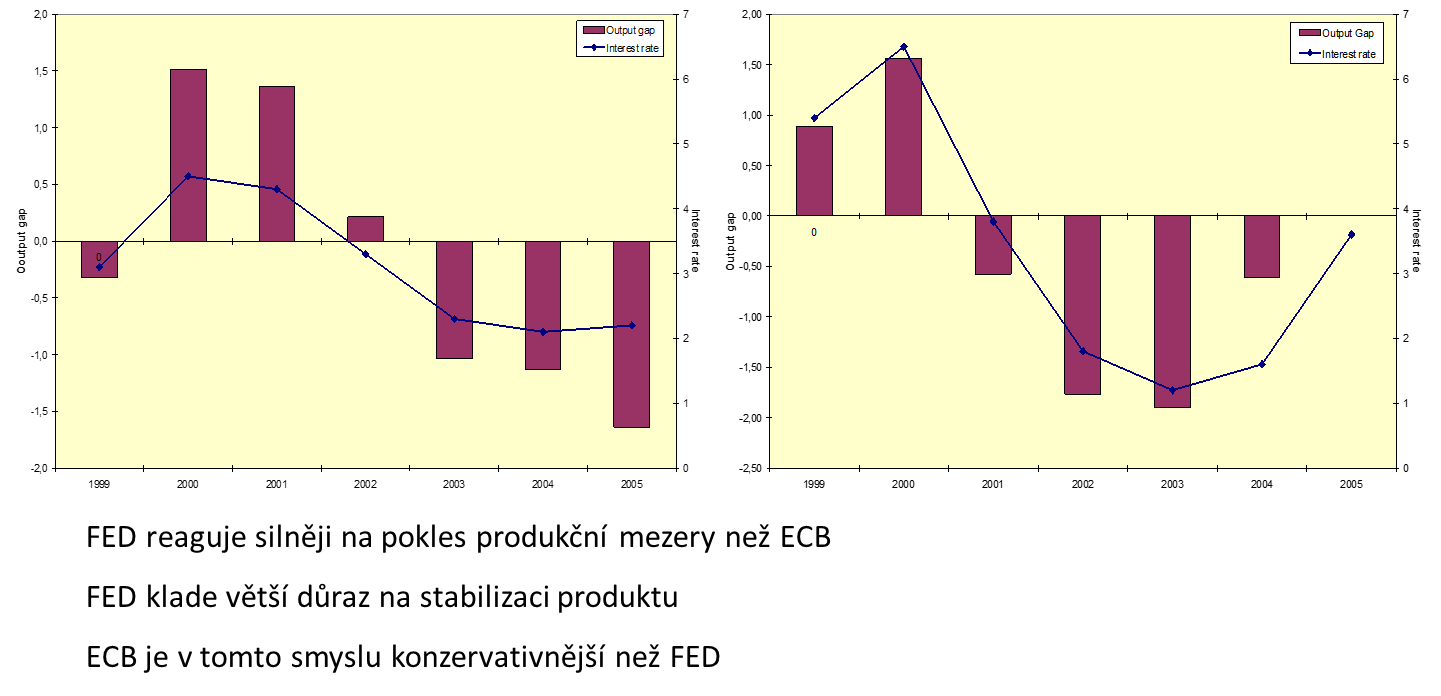 2,0
1,5
1,0
0,5
0,0
-0,5
-1,0
-1,5
-2,0
Ooutput gap
Output gap
Interest rate
0
7
6
5
4
3
2
1
0
Interest rate
1999 2000 2001 2002 2003 2004 2005
2,00
1,50
1,00
0,50
0,00
-0,50
-1,00
-1,50
-2,00
-2,50
Output gap
Output Gap
Interest rate
0
7
6
5
4
3
2
1
0
Interest rate
1999 2000 2001 2002 2003 2004 2005
FED reaguje silněji na pokles produkční mezery než ECB
FED klade větší důraz na stabilizaci produktu
ECB je v tomto smyslu konzervativnější než FED